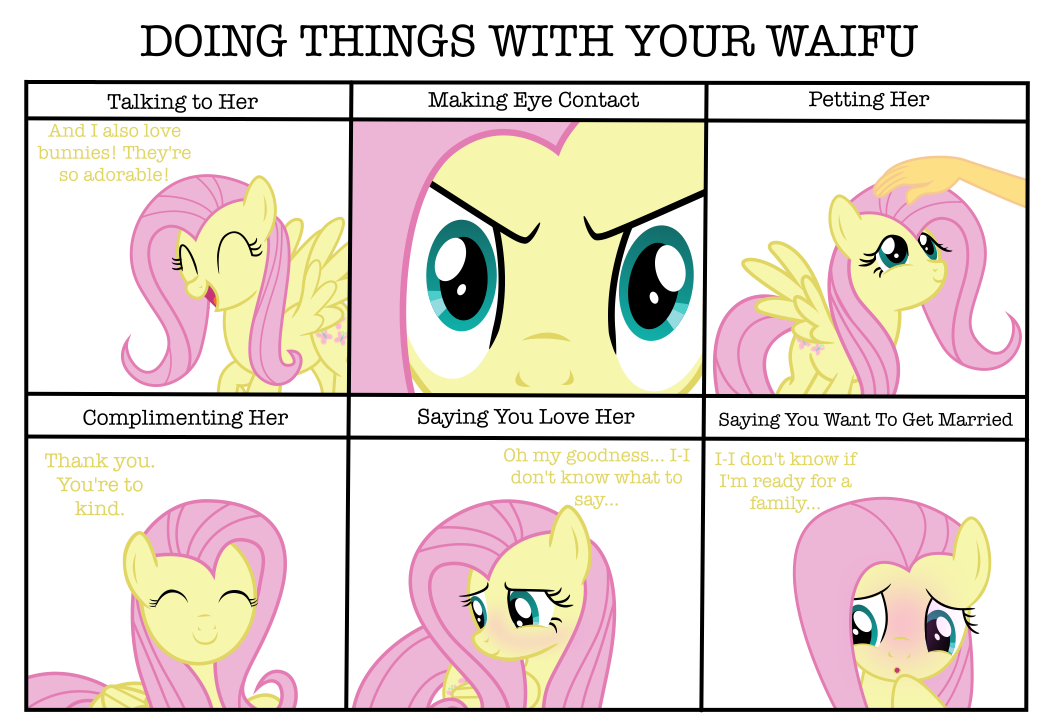 DOING THINGS WITH YOUR WAIFU
Talking to Her
And I also love
bunnies! They're
so adorable!
Making Eye Contact
Petting Her
Complimenting Her
Thank you.
You're to
kind.
Saying You Love Her
Oh my goodness... I-I
don't know what to
say...
Saying You Want To Get Married
I-I don't know if
I'm ready for a
family...